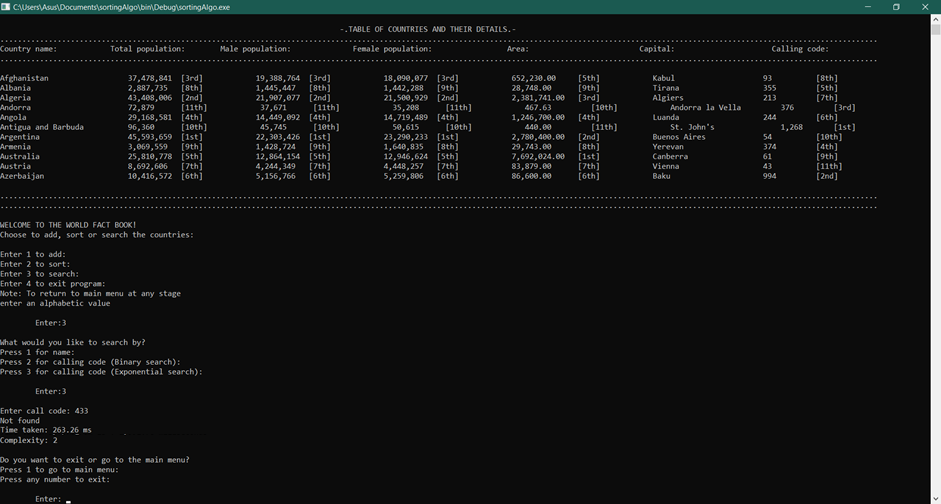 C:\Users\Asus\Documents\sortingAlgo\bin\Debug\sortingAlgo.exe
-.TABLE OF COUNTRIES AND THEIR DETAILS.-
Country name: Total population: Male population: Female population: Area: Capital: Calling code:
Afghanistan 37,478,841 [3rd] 19,388,764 [3rd] 18,090,077 [3rd] 652,230.00 [5th] Kabul 93 [8th]
Albania 2,887,735 [8th] 1,445,447 [8th] 1,442,288 [9th] 28,748.00 [9th] Tirana 355 [5th]
Algeria 43,408,006 [2nd] 21,907,077 [2nd] 21,500,929 [2nd] 2,381,741.00 [3rd] Algiers 213 [7th]
Andorra 72,879 [11th] 37,671 [11th] 35,208 [11th] 467.63 [10th] Andorra la Vella 376 [3rd]
Angola 29,168,581 [4th] 14,449,092 [4th] 14,719,489 [4th] 1,246,700.00 [4th] Luanda 244 [6th]
Antigua and Barbuda 96,360 [10th] 45,745 [10th] 50,615 [10th] 440.00 [11th] St. John's 1,268 [1st]
Argentina 45,593,659 [1st] 22,303,426 [1st] 23,290,233 [1st] 2,780,400.00 [2nd] Buenos Aires 54 [10th]
Armenia 3,069,559 [9th] 1,428,724 [9th] 1,640,835 [8th] 29,743.00 [8th] Yerevan 374 [4th]
Australia 25,810,778 [5th] 12,864,154 [5th] 12,946,624 [5th] 7,692,024.00 [1st] Canberra 61 [9th]
Austria 8,692,606 [7th] 4,244,349 [7th] 4,448,257 [7th] 83,879.00 [7th] Vienna 43 [11th]
Azerbaijan 10,416,572 [6th] 5,156,766 [6th] 5,259,806 [6th] 86,600.00 [6th] Baku 994 [2nd]
WELCOME TO THE WORLD FACT BOOK!
Choose to add, sort or search the countries:
Enter 1 to add:
Enter 2 to sort:
Enter 3 to search:
Enter 4 to exit program:
Note: To return to main menu at any stage
enter an alphabetic value
Enter:3
What would you like to search by?
Press 1 for name:
Press 2 for calling code (Binary search):
Press 3 for calling code (Exponential search):
Enter:3
Enter call code: 433
Not found
Time taken: 263.26 ms
Complexity: 2
Do you want to exit or go to the main menu?
Press 1 to go to main menu:
Press any number to exit:
Enter: _